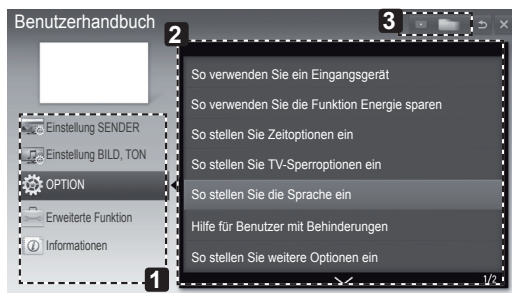 Benutzerhandbuch
3
2
So verwenden Sie ein Eingangsgerät
So verwenden Sie die Funktion Energie sparen
So stellen Sie Zeitoptionen ein
So stellen Sie TV-Sperroptionen ein
So stellen Sie die Sprache ein
Hilfe für Benutzer mit Behinderungen
So stellen Sie weitere Optionen ein
1/2
Einstellung SENDER
Einstellung BILD, TON
OPTION
Erweiterte Funktion
Informationen
1